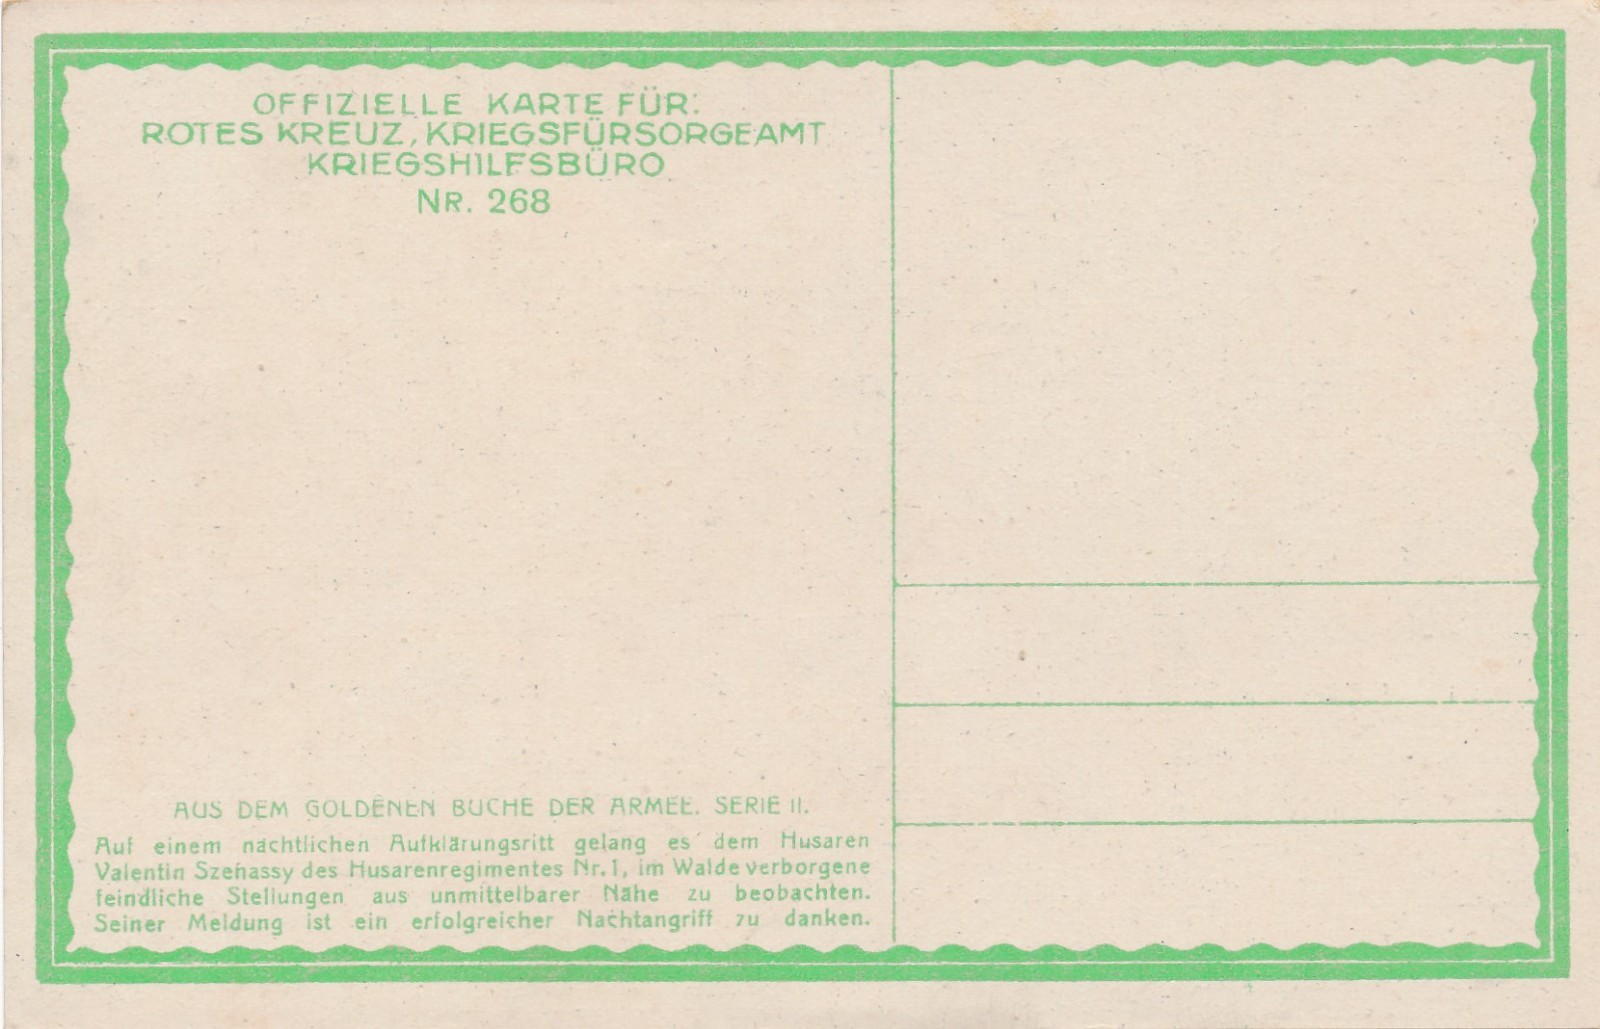 OFFIZIELLE KARTE FÜR:
ROTES KREUZ, KRIEGSFÜRSORGEAMT
KRIEGSHILFSBÜRO
NR. 268
AUS DEM GOLDENEN BUCHE DER ARMEE. SERIE II.
Auf einem nächtlichen Aufklärungsritt gelang es dem Husaren
Valentin Szehassy des Husarenregimentes Nr. 1, im Walde verborgene
feindliche Stellungen aus unmittelbarer Nähe zu beobachten.
Seiner Meldung ist ein erfolgreicher Nachtangriff zu danken.